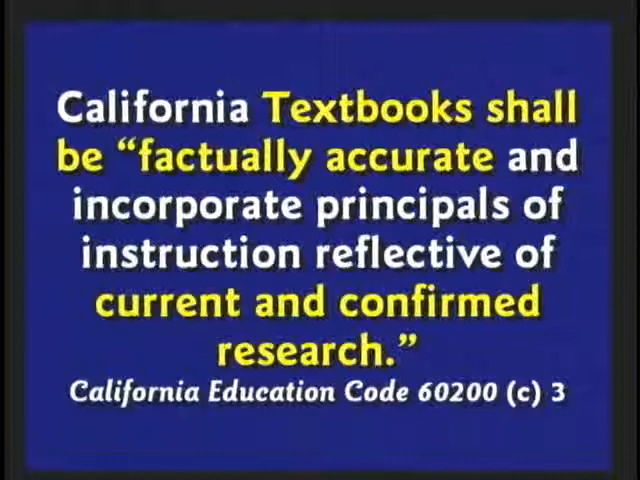 California Textbooks shall
be “factually accurate and
incorporate principals of
instruction reflective of
current and confirmed
research.”
California Education Code 60200 (c) 3